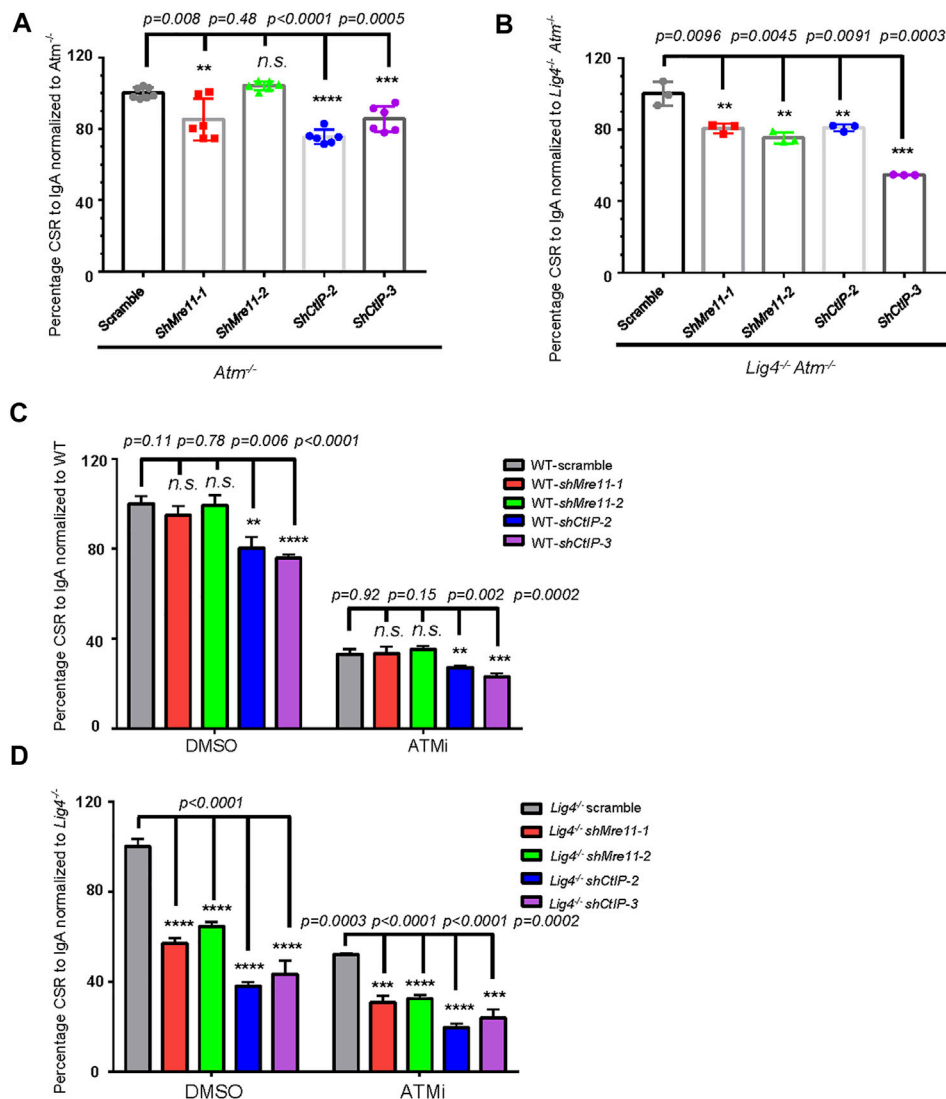 A
p=0.008 p=0.48 p<0.0001 p=0.0005
Percentage CSR to IgA normalized to Atm-/-
120
80
40
0
**
n.s.
****
***
Scramble
ShMre11-1
ShMre11-2
ShCtIP-2
ShCtIP-3
Atm-/-
B
p=0.0096 p=0.0045 p=0.0091 p=0.0003
Percentage CSR to IgA normalized to Lig4-/- Atm-/-
120
80
40
0
**
**
**
***
Scramble
ShMre11-1
ShMre11-2
ShCtIP-2
ShCtIP-3
Lig4-/- Atm-/-
C
p=0.11 p=0.78 p=0.006 p<0.0001
Percentage CSR to IgA normalized to WT
120
80
40
0
n.s.
n.s.
**
****
p=0.92 p=0.15 p=0.002 p=0.0002
n.s.
n.s.
**
***
DMSO
ATMi
WT-scramble
WT-shMre11-1
WT-shMre11-2
WT-shCtIP-2
WT-shCtIP-3
D
p<0.0001
Percentage CSR to IgA normalized to Lig4-/-
120
80
40
0
****
****
****
****
p=0.0003 p<0.0001 p<0.0001 p=0.0002
***
****
****
***
DMSO
ATMi
Lig4-/- scramble
Lig4-/- shMre11-1
Lig4-/- shMre11-2
Lig4-/- shCtIP-2
Lig4-/- shCtIP-3